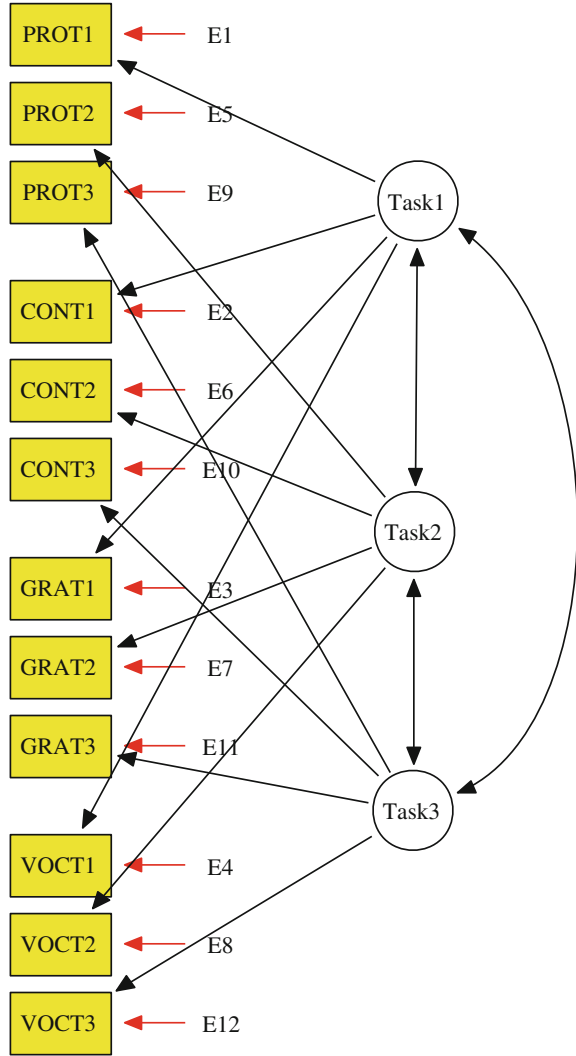 PROT1 E1
PROT2 E5
PROT3 E9
Task1
CONT1 E2
CONT2 E6
CONT3 E10
Task2
GRAT1 E3
GRAT2 E7
GRAT3 E11
Task3
VOCT1 E4
VOCT2 E8
VOCT3 E12